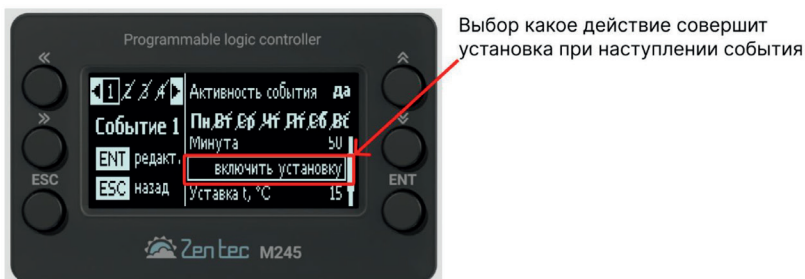 Выбор какое действие совершит
установка при наступлении события
Programmable logic controller
1 2 3 4
Активность события да
Событие 1
Пн,Вт,Ср,Чт,Пт,Сб,Вс
Минута 50
ENT редакт.
включить установку
ESC назад
Уставка t, °C 15
ESC
ENT
Zentec M245